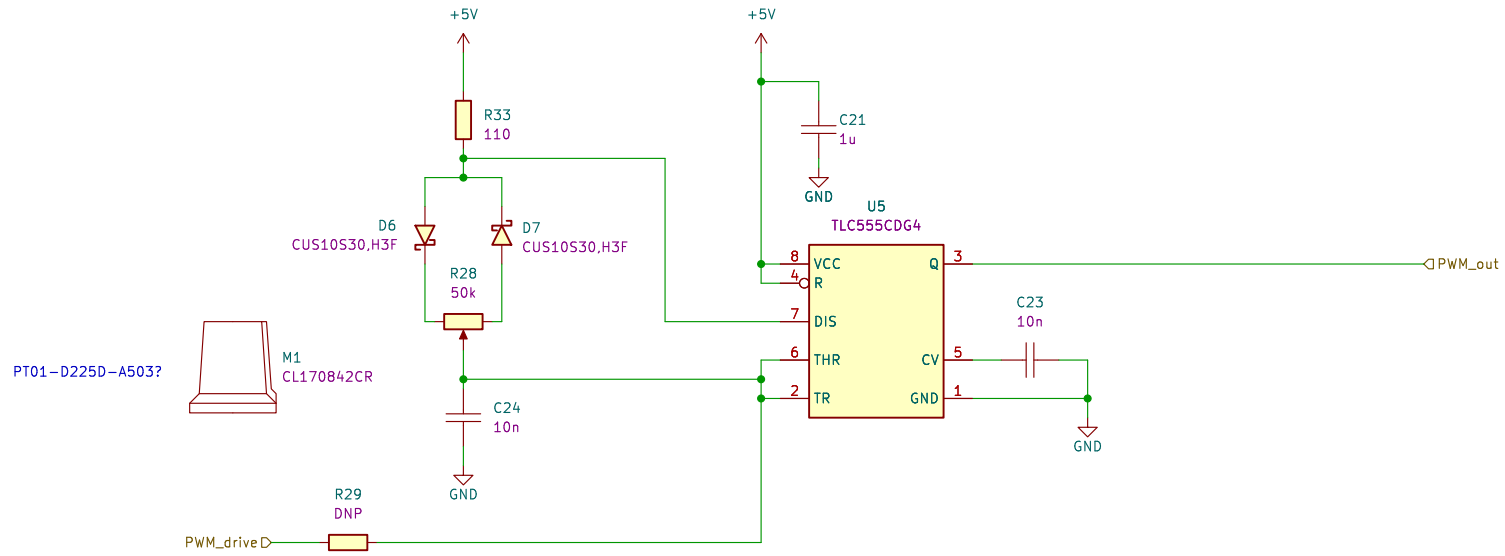 +5V
+5V
R33
110
C21
1u
GND
U5
TLC555CDG4
D6
CUS10S30,H3F
D7
CUS10S30,H3F
R28
50k
8
VCC
Q
3
PWM_out
4
R
7
DIS
C23
10n
6
THR
CV
5
2
TR
GND
1
GND
PT01-D225D-A503?
M1
CL170842CR
C24
10n
GND
R29
DNP
PWM_drive